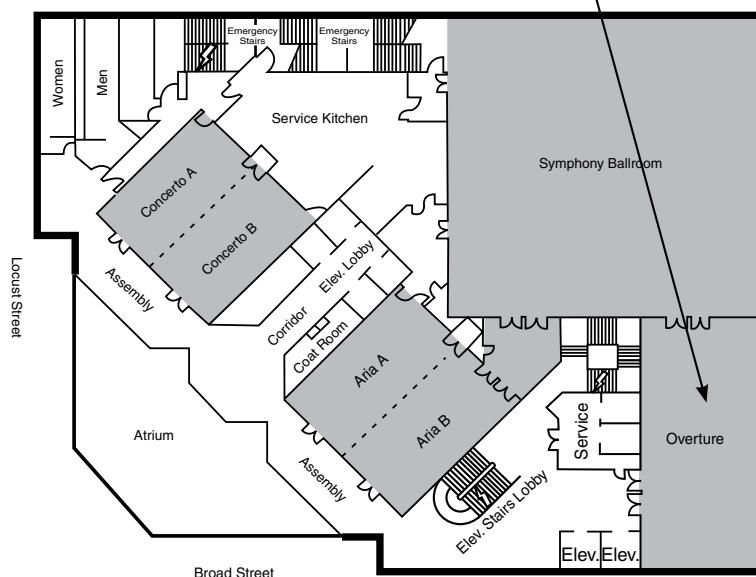 Emergency
Stairs
Emergency
Stairs
Women
Men
Service Kitchen
Symphony Ballroom
Concerto A
Concerto B
Elev. Lobby
Locust Street
Assembly
Corridor
Coat Room
Aria A
Aria B
Atrium
Service
Overture
Assembly
Elev. Stairs Lobby
Elev.
Elev.
Broad Street